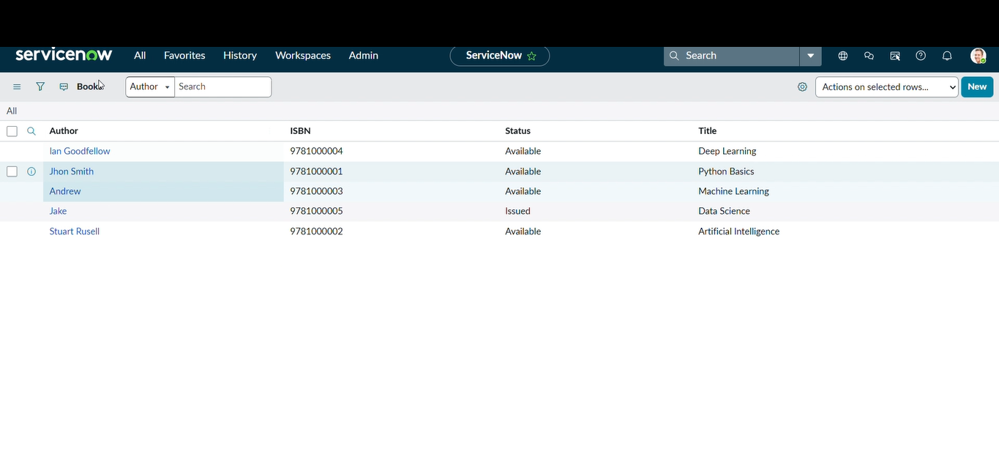 servicenow All Favorites History Workspaces Admin ServiceNow Search
Author Search Actions on selected rows... New
All
Author ISBN Status Title
Ian Goodfellow 9781000004 Available Deep Learning
Jhon Smith 9781000001 Available Python Basics
Andrew 9781000003 Available Machine Learning
Jake 9781000005 Issued Data Science
Stuart Rusell 9781000002 Available Artificial Intelligence